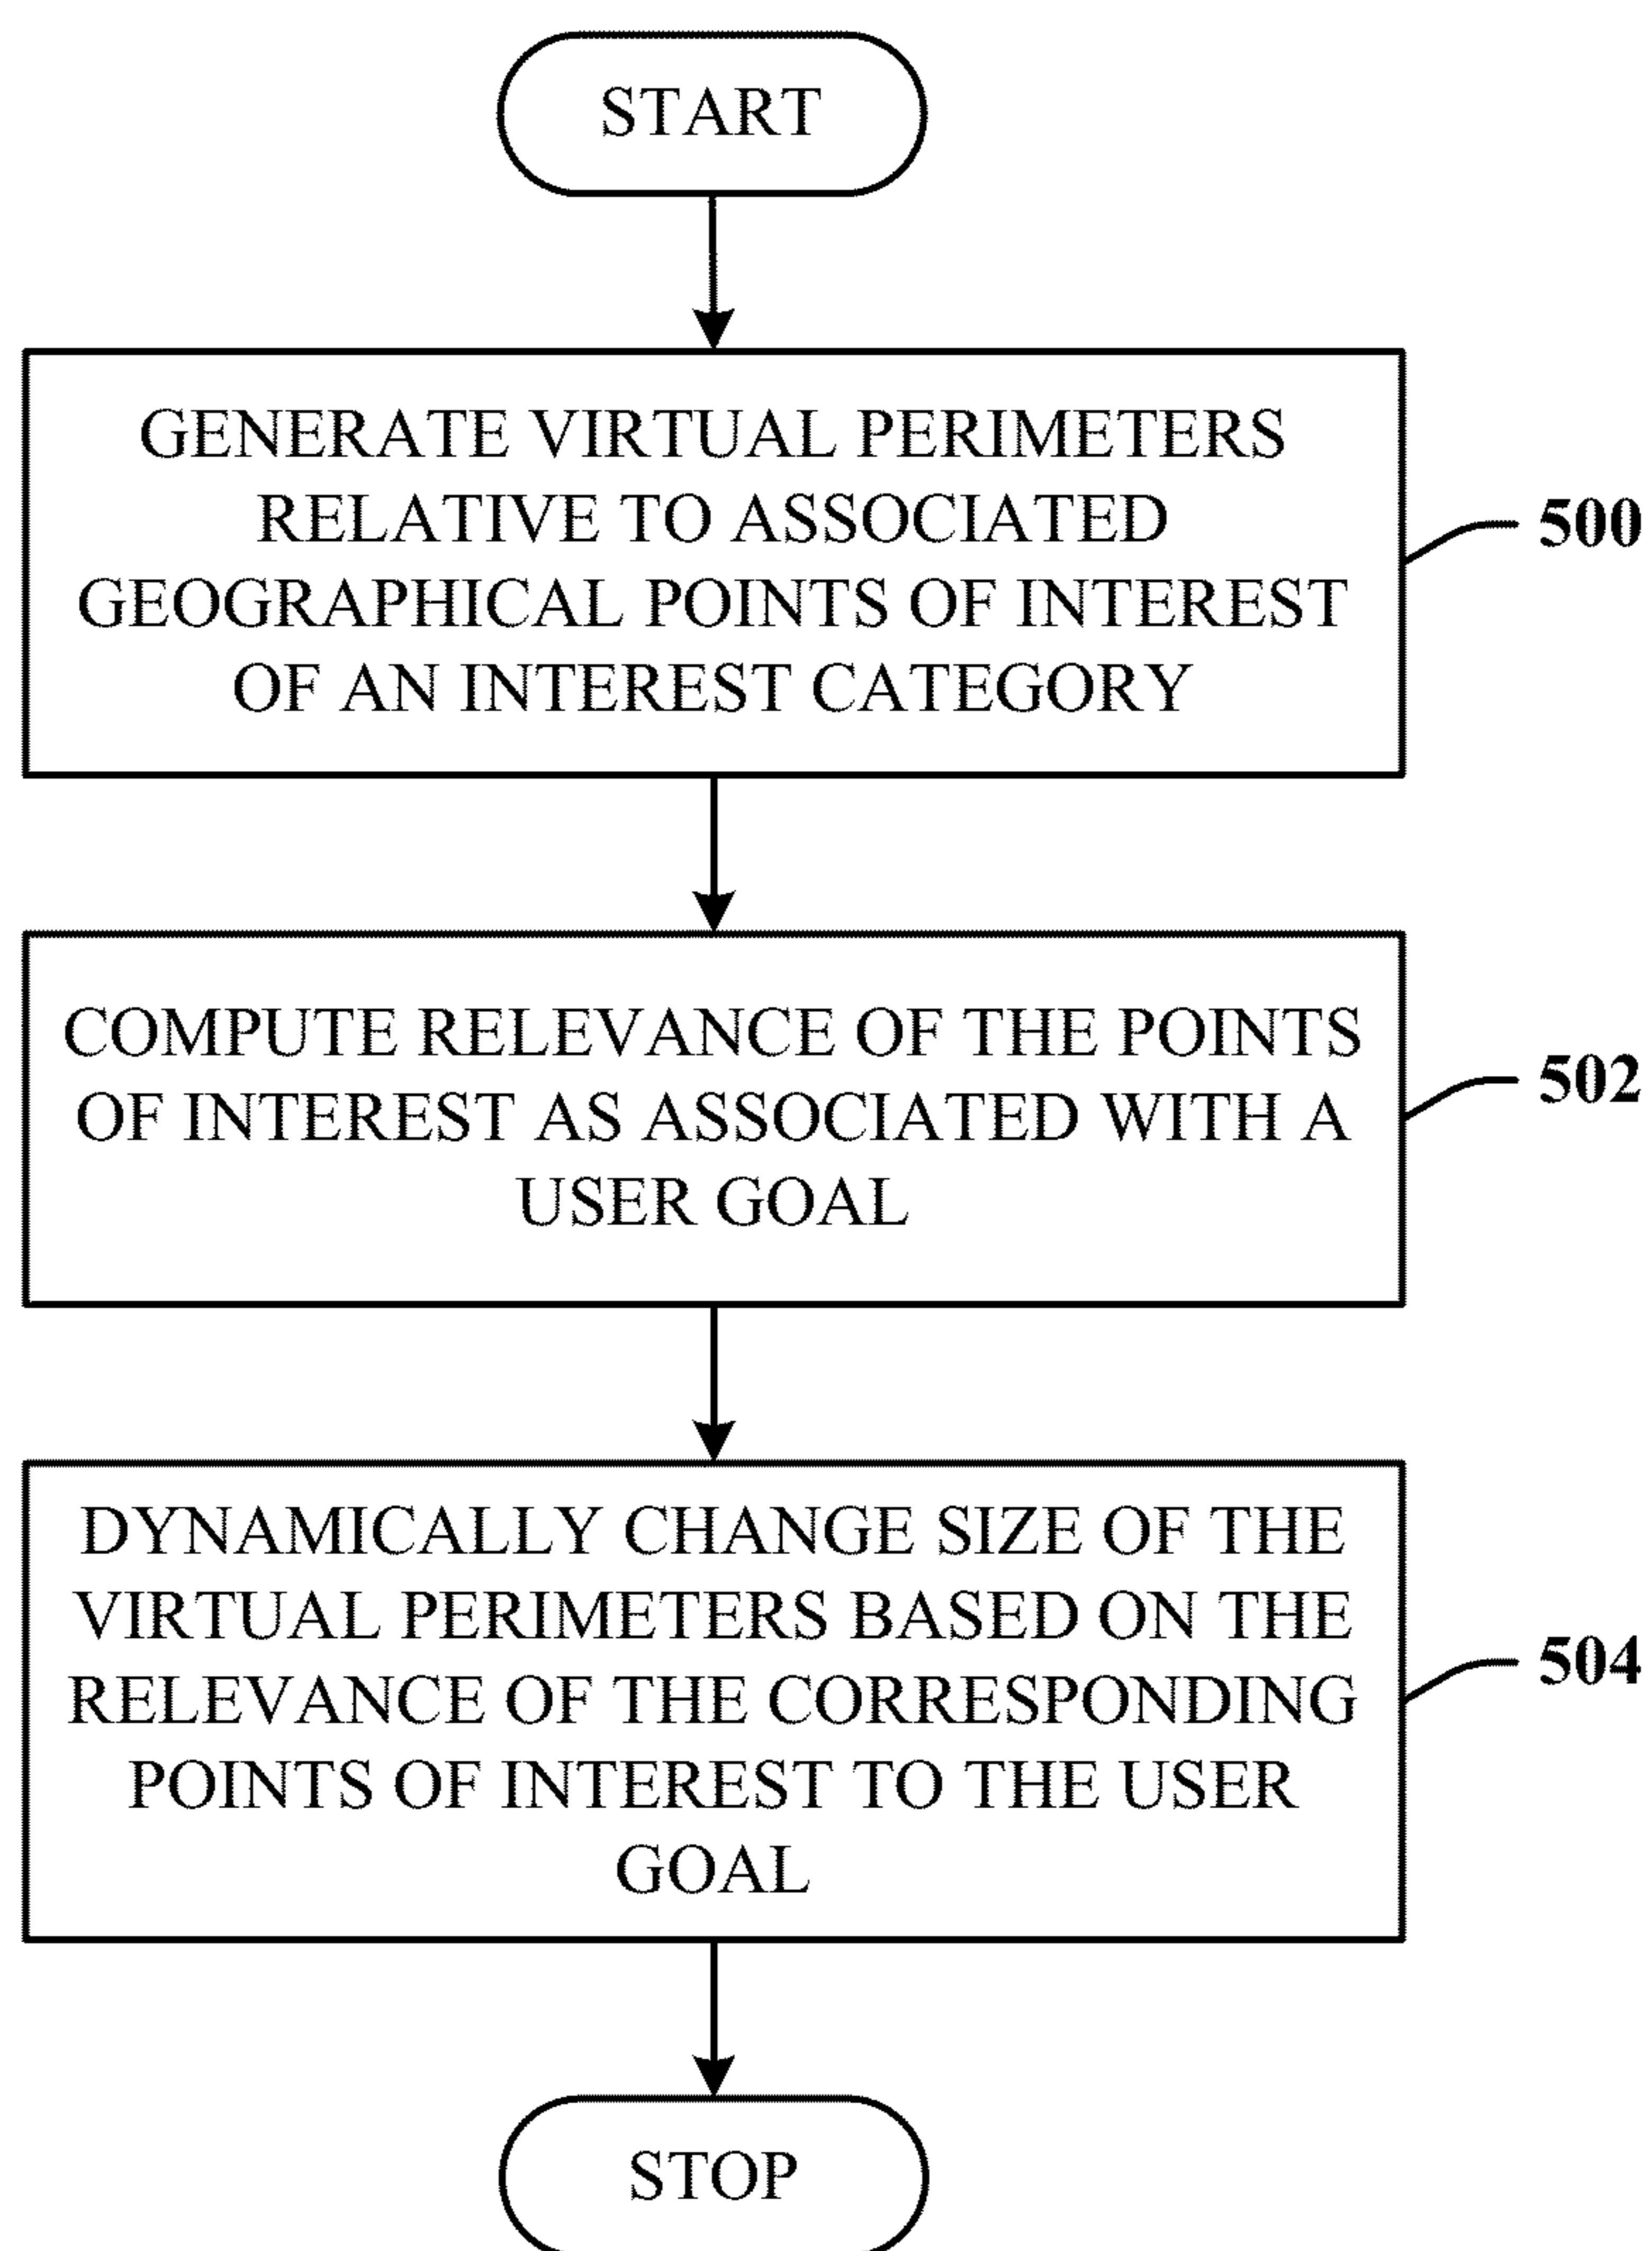 START
GENERATE VIRTUAL PERIMETERS
RELATIVE TO ASSOCIATED
GEOGRAPHICAL POINTS OF INTEREST
OF AN INTEREST CATEGORY
500
COMPUTE RELEVANCE OF THE POINTS
OF INTEREST AS ASSOCIATED WITH A
USER GOAL
502
DYNAMICALLY CHANGE SIZE OF THE
VIRTUAL PERIMETERS BASED ON THE
RELEVANCE OF THE CORRESPONDING
POINTS OF INTEREST TO THE USER
GOAL
504
STOP